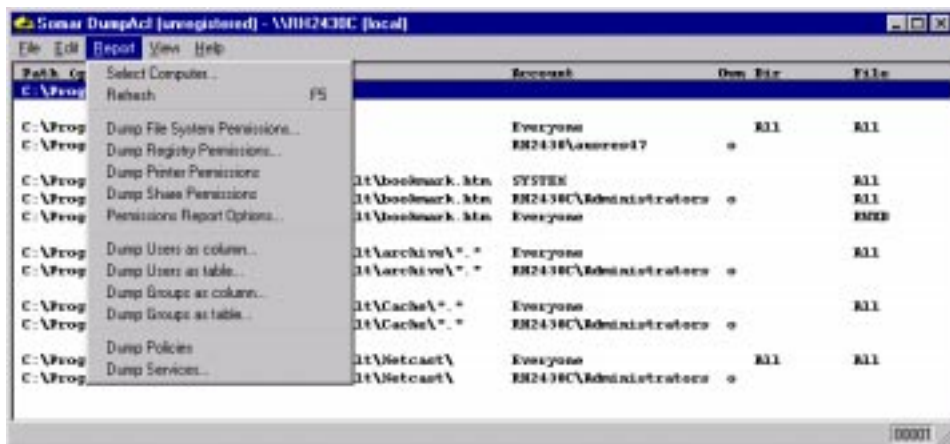 Somar DumpAcl (unregistered) - \\RH2430C (local)
File Edit Report View Help
Path Account Own Dir File
C:\Prog
Select Computer...
Refresh F5
Dump File System Permissions...
Dump Registry Permissions...
Dump Printer Permissions
Dump Share Permissions
Permissions Report Options...
Dump Users as column...
Dump Users as table...
Dump Groups as column...
Dump Groups as table...
Dump Policies
Dump Services...
C:\Prog Everyone All All
C:\Prog o
C:\Prog lt\bookmark.htm SYSTEM All
C:\Prog lt\bookmark.htm RH2430C\Administrators o All
C:\Prog lt\bookmark.htm Everyone
C:\Prog lt\archive\*.* Everyone All
C:\Prog lt\archive\*.* RH2430C\Administrators o
C:\Prog lt\Cache\*.* Everyone All
C:\Prog lt\Cache\*.* RH2430C\Administrators o
C:\Prog lt\Netcast\ Everyone All All
C:\Prog lt\Netcast\ RH2430C\Administrators o
00001